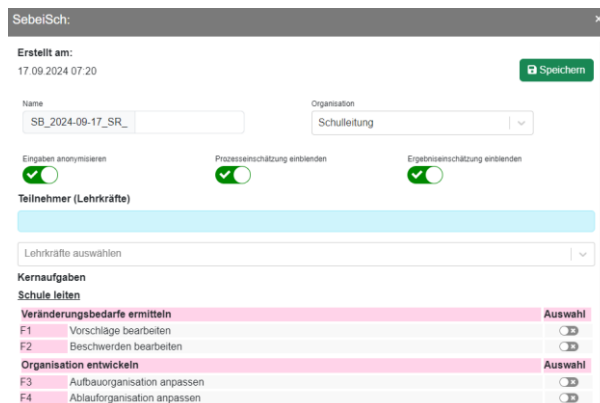 SebeiSch:
Erstellt am:
17.09.2024 07:20
Speichern
Name
Organisation
SB_2024-09-17_SR_
Schulleitung
Eingaben anonymisieren
Prozesseinschätzung einblenden
Ergebniseinschätzung einblenden
Teilnehmer (Lehrkräfte)
Lehrkräfte auswählen
Kernaufgaben
Schule leiten
Veränderungsbedarfe ermitteln Auswahl
F1 Vorschläge bearbeiten
F2 Beschwerden bearbeiten
Organisation entwickeln Auswahl
F3 Aufbauorganisation anpassen
F4 Ablauforganisation anpassen